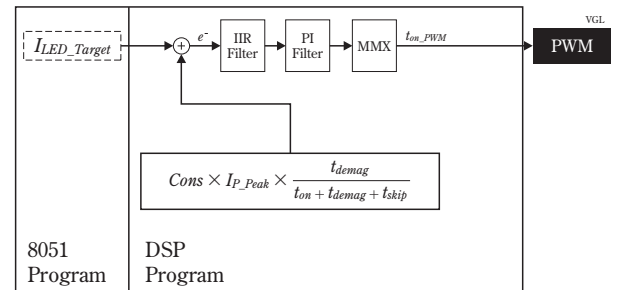 I_LED_Target
e-
IIR
Filter
PI
Filter
MMX
t_on_PWM
VGL
PWM
Cons × I_P_Peak × t_demag / (t_on + t_demag + t_skip)
8051
Program
DSP
Program